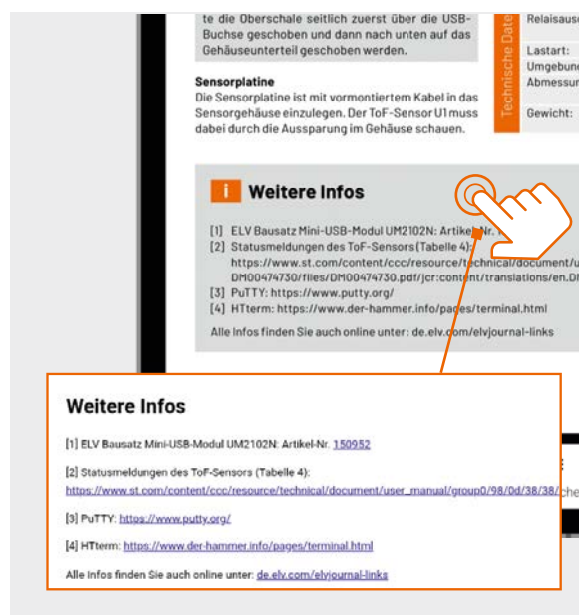 te die Oberschale seitlich zuerst über die USB-
Buchse geschoben und dann nach unten auf das
Gehäuseunterteil geschoben werden.
Sensorplatine
Die Sensorplatine ist mit vormontiertem Kabel in das
Sensorgehäuse einzulegen. Der ToF-Sensor U1 muss
dabei durch die Aussparung im Gehäuse schauen.
Technische Date
Relaisaus
Lastart:
Umgebun
Abmessun
Gewicht:
i Weitere Infos
[1] ELV Bausatz Mini-USB-Modul UM2102N: Artikel-Nr.
[2] Statusmeldungen des ToF-Sensors (Tabelle 4):
https://www.st.com/content/ccc/resource/technical/document/u
DM00474730/files/DM00474730.pdf/jcr:content/translations/en.D
[3] PuTTY: https://www.putty.org/
[4] HTerm: https://www.der-hammer.info/pages/terminal.html
Alle Infos finden Sie auch online unter: de.elv.com/elvjournal-links
Weitere Infos
[1] ELV Bausatz Mini-USB-Modul UM2102N: Artikel-Nr. 150952
[2] Statusmeldungen des ToF-Sensors (Tabelle 4):
https://www.st.com/content/ccc/resource/technical/document/user_manual/group0/98/0d/38/38/
che
[3] PuTTY: https://www.putty.org/
[4] HTterm: https://www.der-hammer.info/pages/terminal.html
Alle Infos finden Sie auch online unter: de.elv.com/elvjournal-links